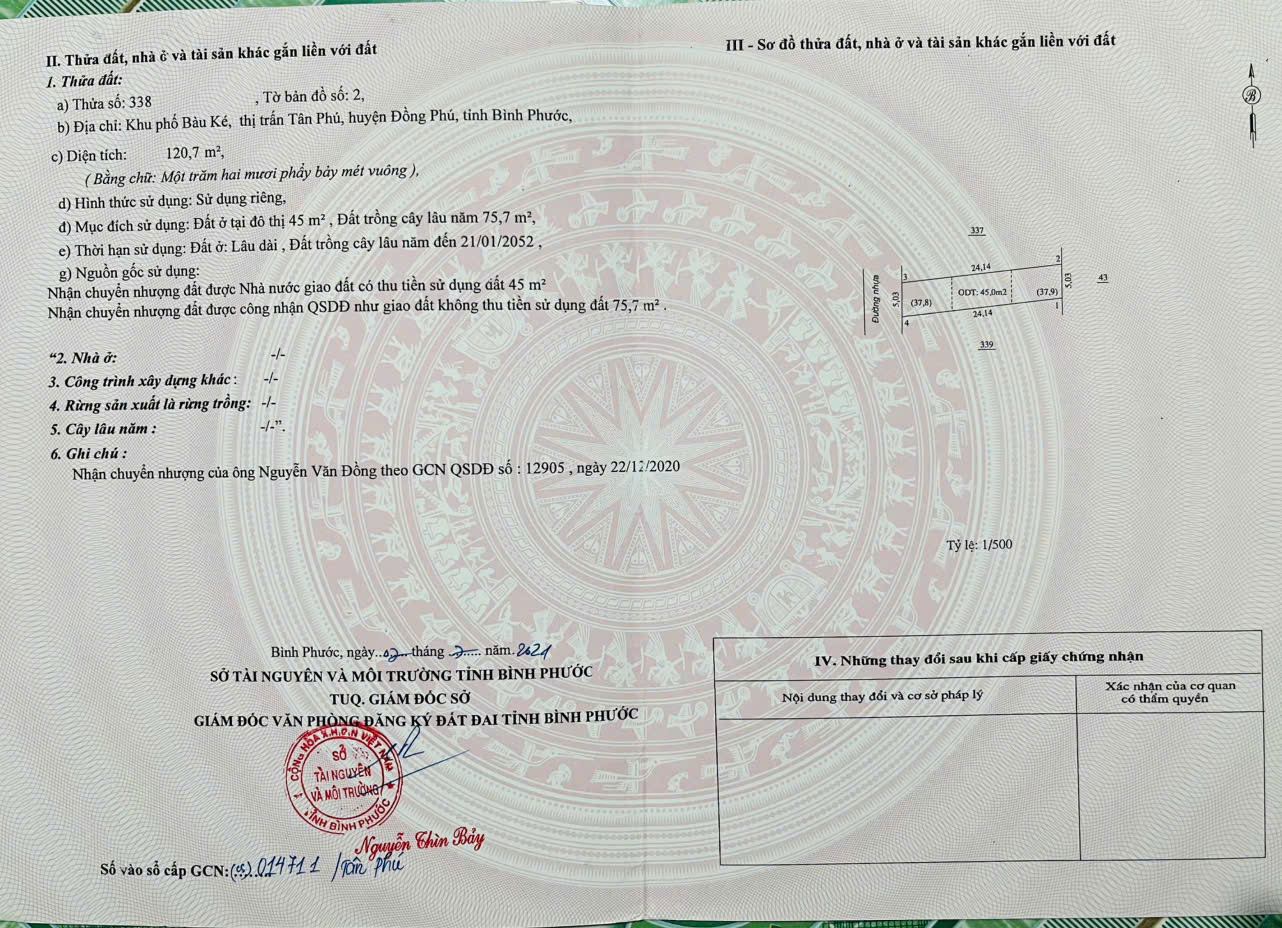 II. Thửa đất, nhà ở và tài sản khác gắn liền với đất
1. Thửa đất:
a) Thửa số: 338 , Tờ bản đồ số: 2,
b) Địa chỉ: Khu phố Bàu Ké, thị trấn Tân Phú, huyện Đồng Phú, tỉnh Bình Phước,
c) Diện tích: 120,7 m²,
( Bằng chữ: Một trăm hai mươi phẩy bảy mét vuông ),
d) Hình thức sử dụng: Sử dụng riêng,
đ) Mục đích sử dụng: Đất ở tại đô thị 45 m² , Đất trồng cây lâu năm 75,7 m²,
e) Thời hạn sử dụng: Đất ở: Lâu dài , Đất trồng cây lâu năm đến 21/01/2052 ,
g) Nguồn gốc sử dụng:
Nhận chuyển nhượng đất được Nhà nước giao đất có thu tiền sử dụng đất 45 m²
Nhận chuyển nhượng đất được công nhận QSDĐ như giao đất không thu tiền sử dụng đất 75,7 m² .
“2. Nhà ở: -/-
3. Công trình xây dựng khác : -/-
4. Rừng sản xuất là rừng trồng: -/-
5. Cây lâu năm : -/-”.
6. Ghi chú :
Nhận chuyển nhượng của ông Nguyễn Văn Đồng theo GCN QSDĐ số : 12905 , ngày 22/12/2020
Bình Phước, ngày..02...tháng ..7..... năm.2021
SỞ TÀI NGUYÊN VÀ MÔI TRƯỜNG TỈNH BÌNH PHƯỚC
TUQ. GIÁM ĐỐC SỞ
GIÁM ĐỐC VĂN PHÒNG ĐĂNG KÝ ĐẤT ĐAI TỈNH BÌNH PHƯỚC
CỘNG HÒA X.H.C.N VIỆT NAM
SỞ
TÀI NGUYÊN
VÀ MÔI TRƯỜNG
TỈNH BÌNH PHƯỚC
Nguyễn Thìn Bảy
Số vào sổ cấp GCN:(CS).014711 /Tân Phú
III - Sơ đồ thửa đất, nhà ở và tài sản khác gắn liền với đất
B
337
24,14
2
3
Đường nhựa
5,03
(37,8)
ODT: 45,0m2
(37,9)
5,03
43
1
24,14
4
339
Tỷ lệ: 1/500
IV. Những thay đổi sau khi cấp giấy chứng nhận
Nội dung thay đổi và cơ sở pháp lý
Xác nhận của cơ quan
có thẩm quyền